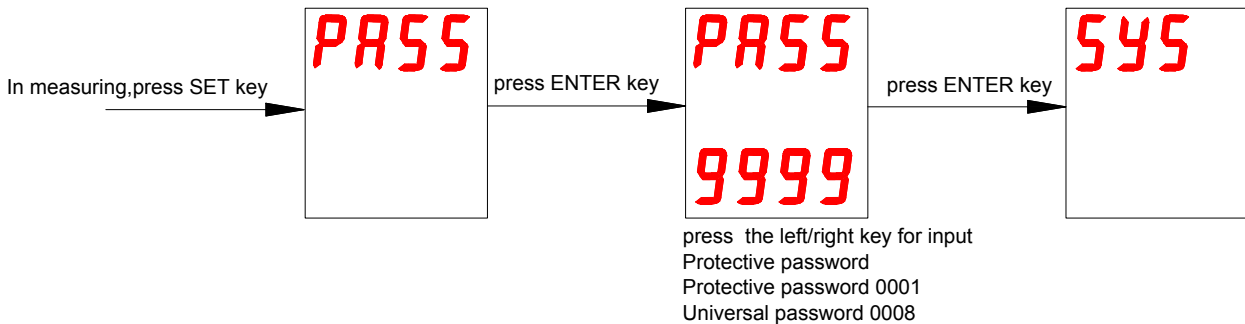 PASS
PASS
SYS
In measuring,press SET key
press ENTER key
press ENTER key
9999
press the left/right key for input
Protective password
Protective password 0001
Universal password 0008